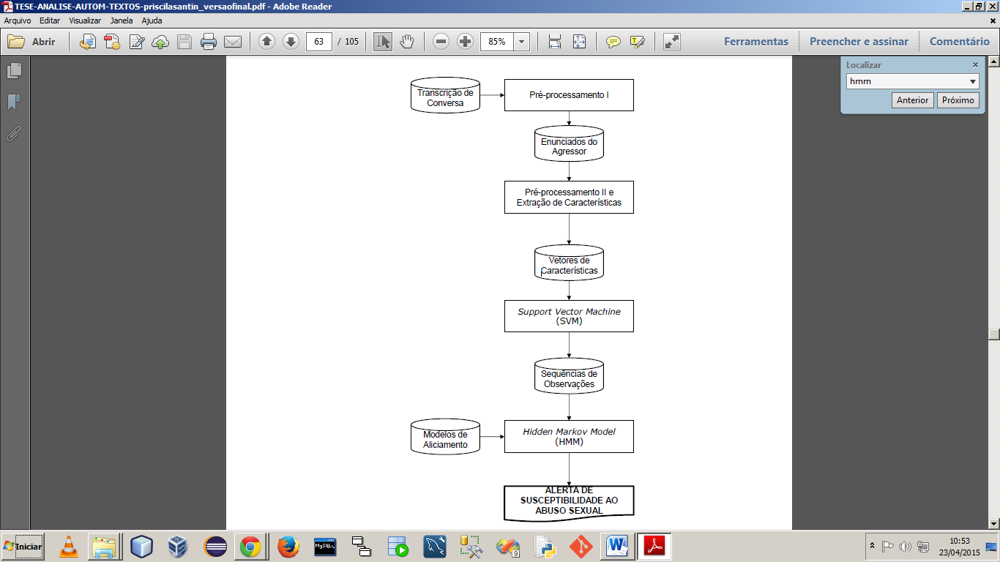 TESE-ANALISE-AUTOM-TEXTOS-priscilasantin_versaofinal.pdf - Adobe Reader
Arquivo Editar Visualizar Janela Ajuda
Abrir
63 / 105
85%
Ferramentas
Preencher e assinar
Comentário
Localizar
hmm
Anterior
Próximo
Transcrição de
Conversa
Pré-processamento I
Enunciados do
Agressor
Pré-processamento II e
Extração de Características
Vetores de
Características
Support Vector Machine
(SVM)
Sequências de
Observações
Modelos de
Aliciamento
Hidden Markov Model
(HMM)
ALERTA DE
SUSCEPTIBILIDADE AO
ABUSO SEXUAL
Iniciar
MySQL
9
10:53
23/04/2015